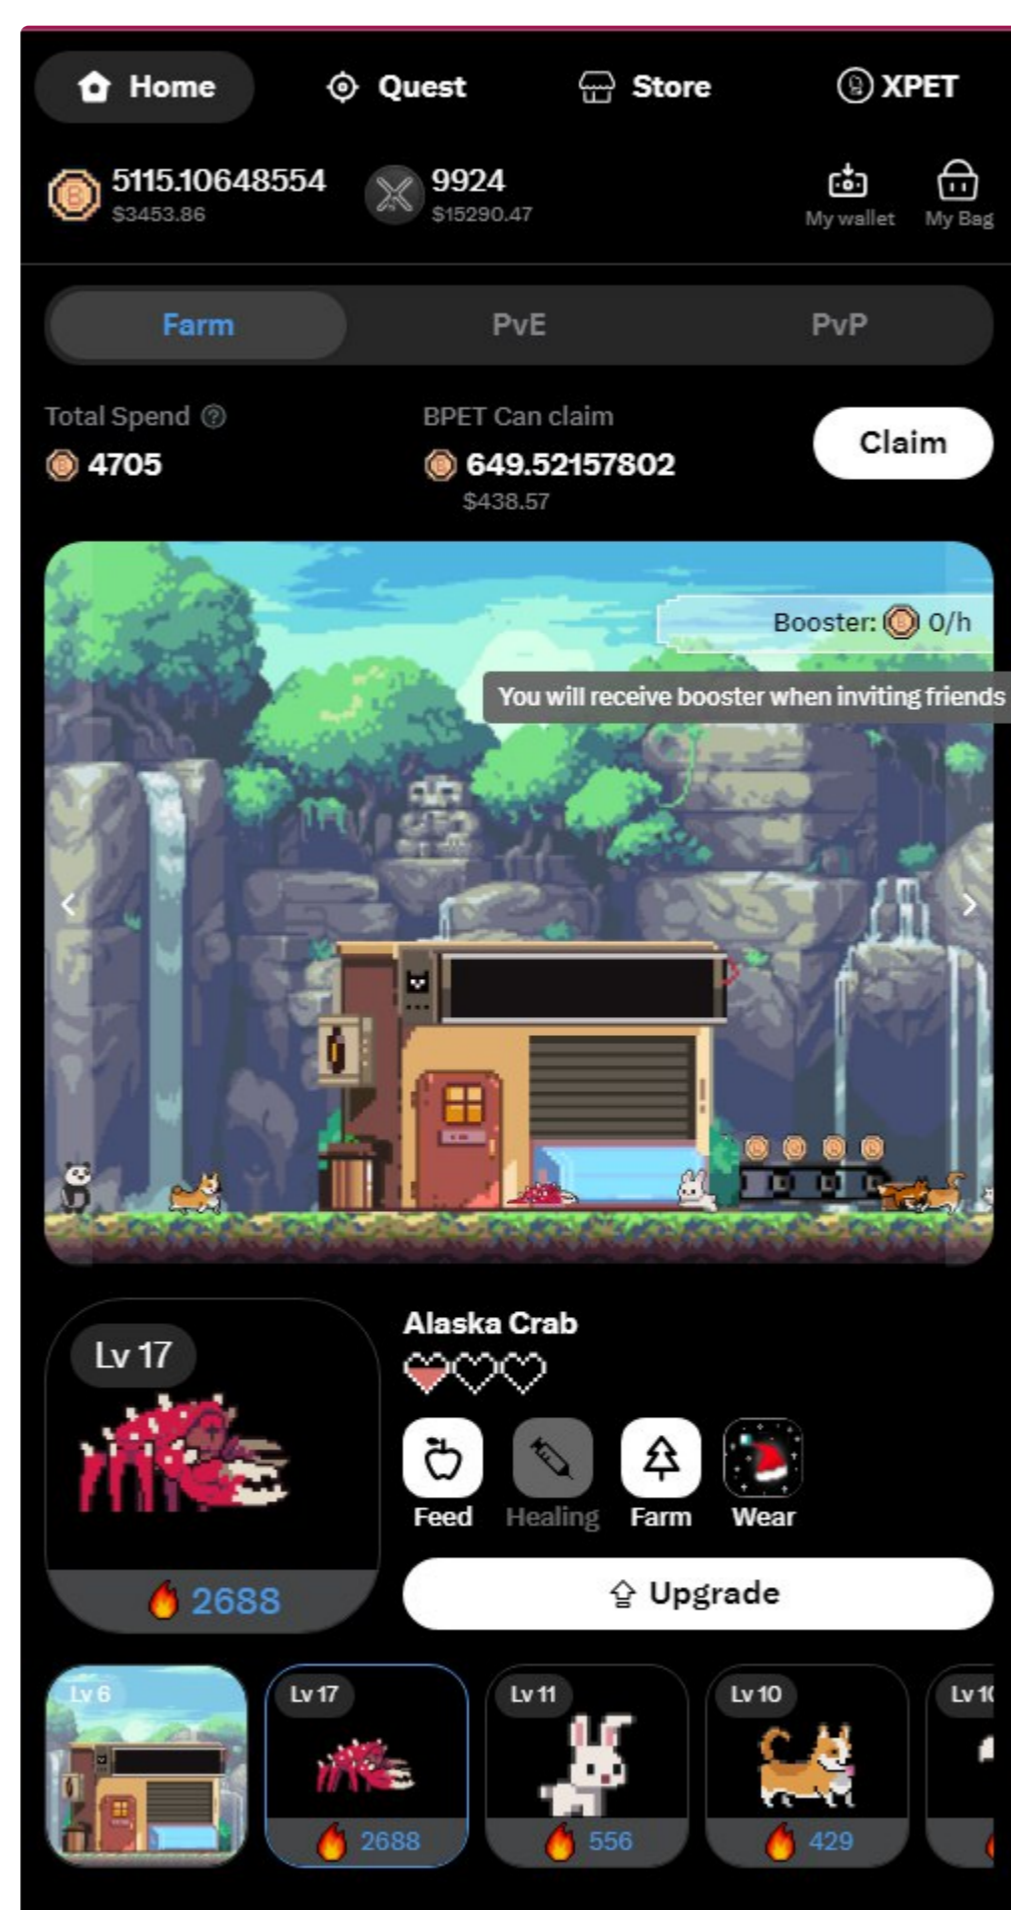 Home Quest Store XPET
5115.10648554 9924
$3453.86 $15290.47
My wallet My Bag
Farm PvE PvP
Total Spend BPET Can claim
Claim
4705 649.52157802
$438.57
Booster: 0/h
You will receive booster when inviting friends
Lv 17
Alaska Crab
Feed Healing Farm Wear
2688
Upgrade
Lv 6 Lv 17 Lv 11 Lv 10
2688 556 429